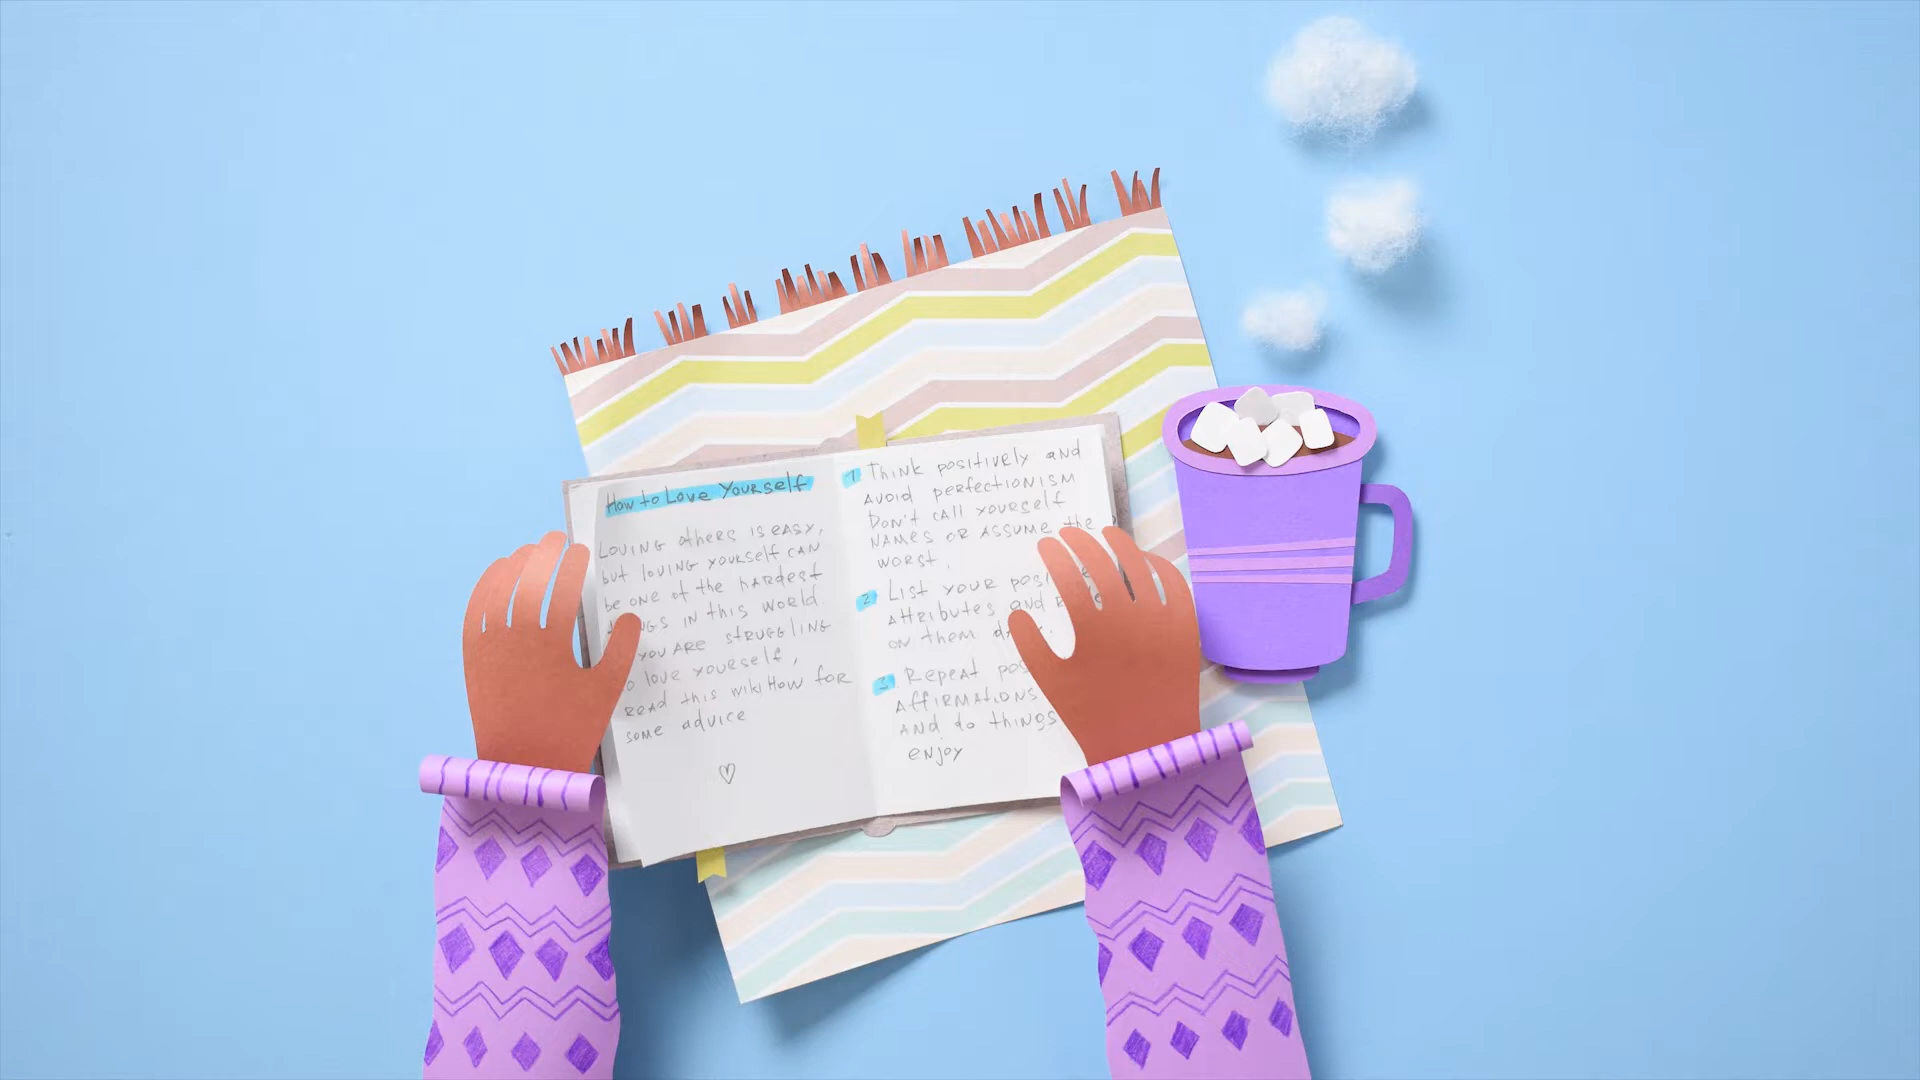 How to Love Yourself
Loving others is easy,
but loving yourself can
be one of the hardest
in this world.
you are struggling
love yourself,
read this wikiHow for
some advice
♡
1 Think positively and
avoid perfectionism
Don't call yourself
names or assume the
worst.
2 List your
attributes and
on them
3 Repeat
affirmations
and do things
enjoy